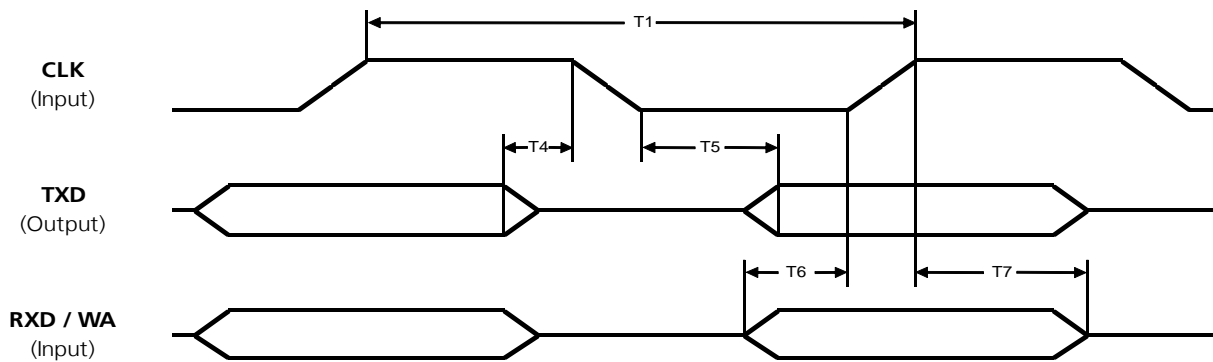 T1
CLK
(Input)
T4
T5
TXD
(Output)
T6
T7
RXD / WA
(Input)